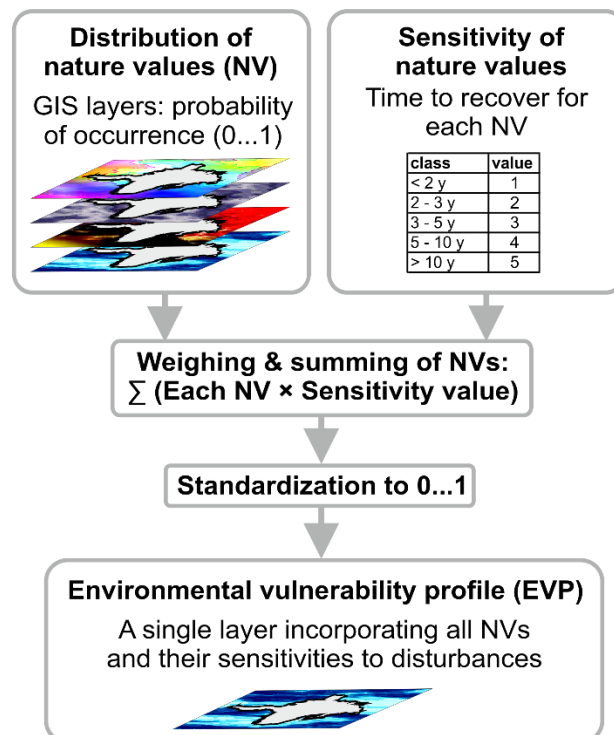 Distribution of
nature values (NV)
GIS layers: probability
of occurrence (0...1)
Sensitivity of
nature values
Time to recover for
each NV
class value
< 2 y 1
2 - 3 y 2
3 - 5 y 3
5 - 10 y 4
> 10 y 5
Weighing & summing of NVs:
∑ (Each NV × Sensitivity value)
Standardization to 0...1
Environmental vulnerability profile (EVP)
A single layer incorporating all NVs
and their sensitivities to disturbances